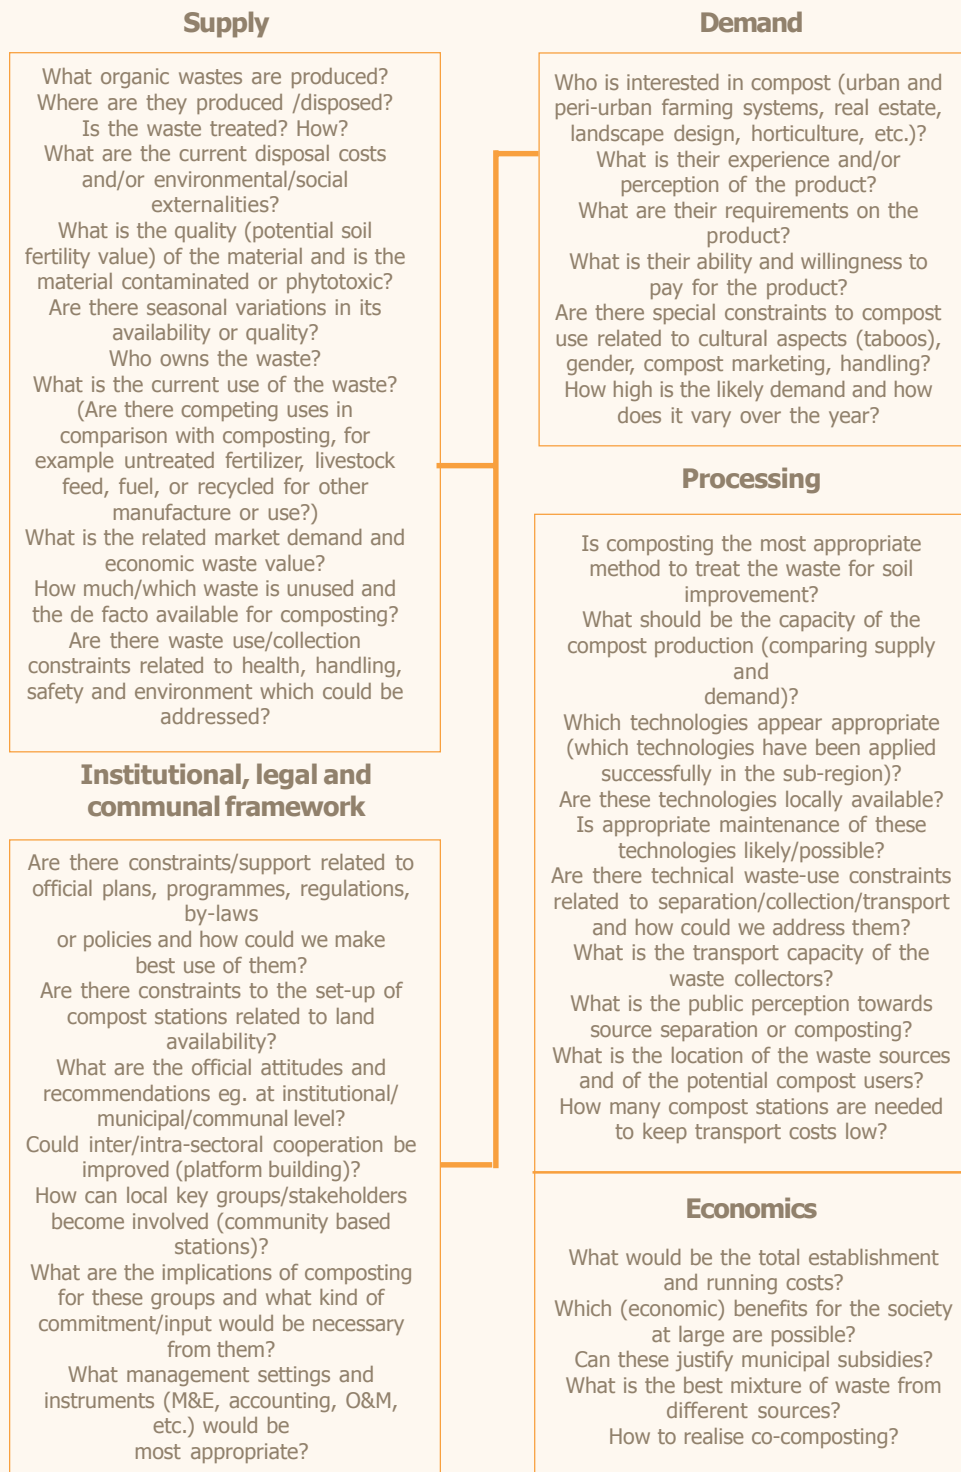 Supply
What organic wastes are produced?
Where are they produced /disposed?
Is the waste treated? How?
What are the current disposal costs
and/or environmental/social
externalities?
What is the quality (potential soil
fertility value) of the material and is the
material contaminated or phytotoxic?
Are there seasonal variations in its
availability or quality?
Who owns the waste?
What is the current use of the waste?
(Are there competing uses in
comparison with composting, for
example untreated fertilizer, livestock
feed, fuel, or recycled for other
manufacture or use?)
What is the related market demand and
economic waste value?
How much/which waste is unused and
the de facto available for composting?
Are there waste use/collection
constraints related to health, handling,
safety and environment which could be
addressed?
Institutional, legal and
communal framework
Are there constraints/support related to
official plans, programmes, regulations,
by-laws
or policies and how could we make
best use of them?
Are there constraints to the set-up of
compost stations related to land
availability?
What are the official attitudes and
recommendations eg. at institutional/
municipal/communal level?
Could inter/intra-sectoral cooperation be
improved (platform building)?
How can local key groups/stakeholders
become involved (community based
stations)?
What are the implications of composting
for these groups and what kind of
commitment/input would be necessary
from them?
What management settings and
instruments (M&E, accounting, O&M,
etc.) would be
most appropriate?
Demand
Who is interested in compost (urban and
peri-urban farming systems, real estate,
landscape design, horticulture, etc.)?
What is their experience and/or
perception of the product?
What are their requirements on the
product?
What is their ability and willingness to
pay for the product?
Are there special constraints to compost
use related to cultural aspects (taboos),
gender, compost marketing, handling?
How high is the likely demand and how
does it vary over the year?
Processing
Is composting the most appropriate
method to treat the waste for soil
improvement?
What should be the capacity of the
compost production (comparing supply
and
demand)?
Which technologies appear appropriate
(which technologies have been applied
successfully in the sub-region)?
Are these technologies locally available?
Is appropriate maintenance of these
technologies likely/possible?
Are there technical waste-use constraints
related to separation/collection/transport
and how could we address them?
What is the transport capacity of the
waste collectors?
What is the public perception towards
source separation or composting?
What is the location of the waste sources
and of the potential compost users?
How many compost stations are needed
to keep transport costs low?
Economics
What would be the total establishment
and running costs?
Which (economic) benefits for the society
at large are possible?
Can these justify municipal subsidies?
What is the best mixture of waste from
different sources?
How to realise co-composting?